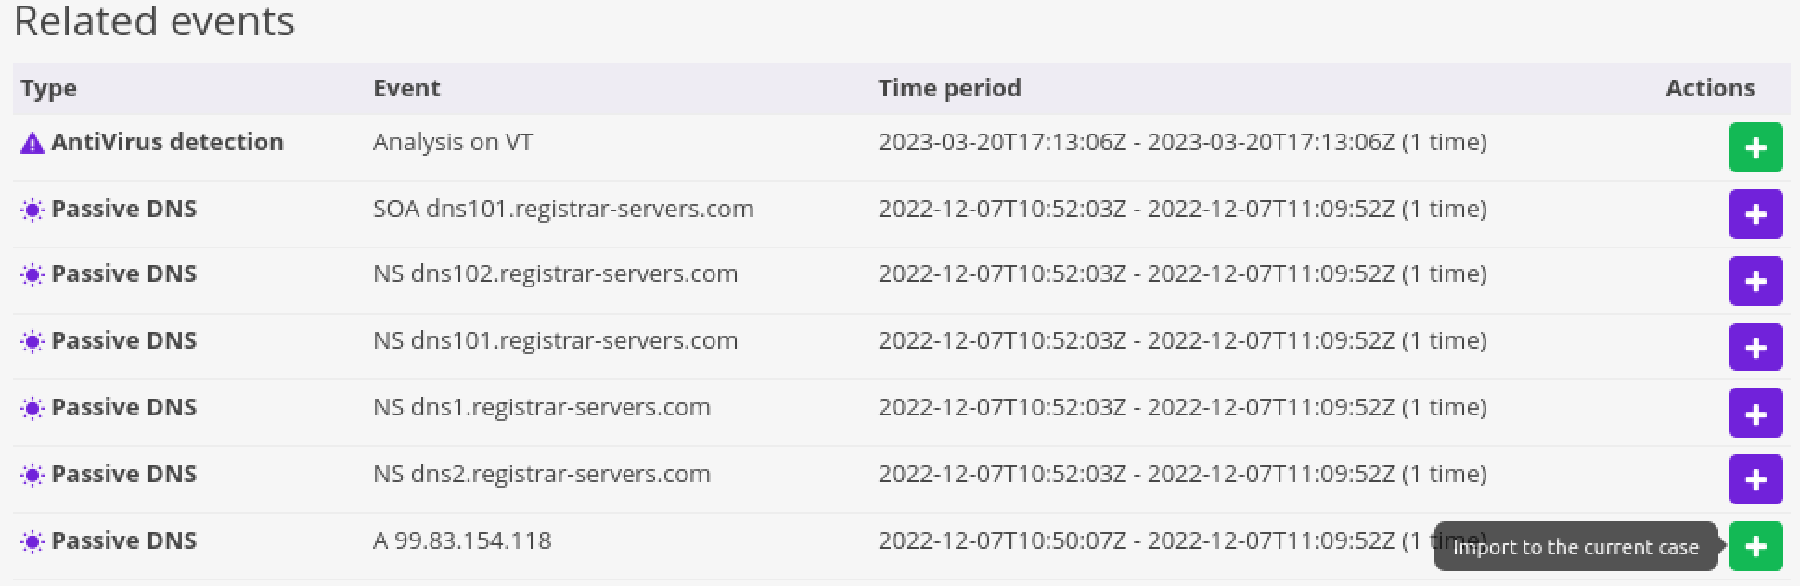 Related events
Type Event Time period Actions
AntiVirus detection Analysis on VT 2023-03-20T17:13:06Z - 2023-03-20T17:13:06Z (1 time)
Passive DNS SOA dns101.registrar-servers.com 2022-12-07T10:52:03Z - 2022-12-07T11:09:52Z (1 time)
Passive DNS NS dns102.registrar-servers.com 2022-12-07T10:52:03Z - 2022-12-07T11:09:52Z (1 time)
Passive DNS NS dns101.registrar-servers.com 2022-12-07T10:52:03Z - 2022-12-07T11:09:52Z (1 time)
Passive DNS NS dns1.registrar-servers.com 2022-12-07T10:52:03Z - 2022-12-07T11:09:52Z (1 time)
Passive DNS NS dns2.registrar-servers.com 2022-12-07T10:52:03Z - 2022-12-07T11:09:52Z (1 time)
Passive DNS A 99.83.154.118 2022-12-07T10:50:07Z - 2022-12-07T11:09:52Z (1 time) Import to the current case